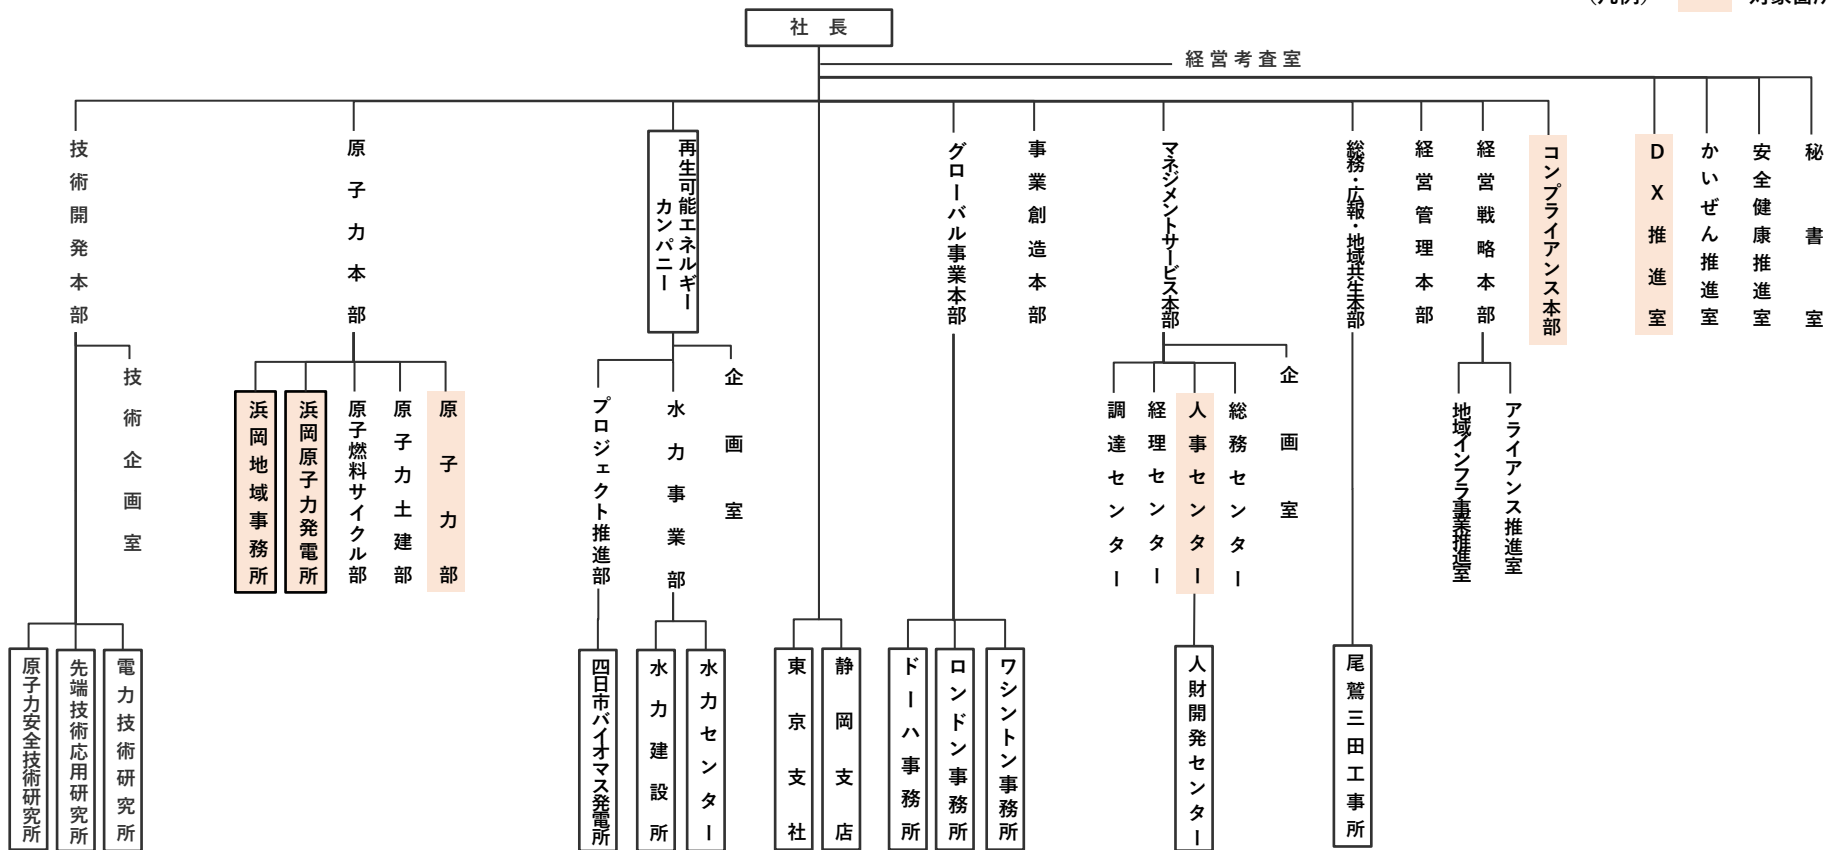 （凡例）
対象箇所
社長
経営考査室
秘書室
安全健康推進室
かいぜん推進室
DX推進室
コンプライアンス本部
経営戦略本部
経営管理本部
総務・広報・地域共生本部
マネジメントサービス本部
事業創造本部
グローバル事業本部
再生可能エネルギー
カンパニー
原子力本部
技術開発本部
アライアンス推進室
地域インフラ事業推進室
企画室
総務センター
人事センター
経理センター
調達センター
企画室
水力事業部
プロジェクト推進部
原子力部
原子力土建部
原子燃料サイクル部
浜岡原子力発電所
浜岡地域事務所
技術企画室
尾鷲三田工事所
人財開発センター
ワシントン事務所
ロンドン事務所
ドーハ事務所
静岡支店
東京支社
水力センター
水力建設所
四日市バイオマス発電所
電力技術研究所
先端技術応用研究所
原子力安全技術研究所